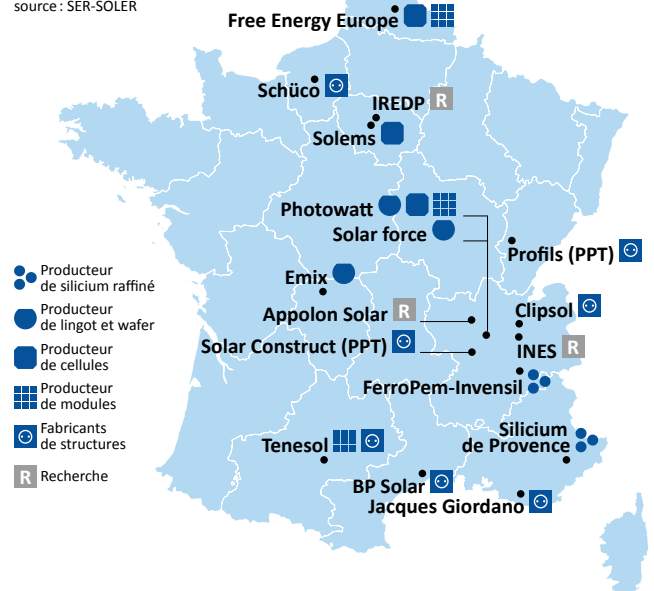 source : SER-SOLER
Free Energy Europe
Schüco
IREDP R
Solems
Photowatt
Solar force
Profils (PPT)
Emix
Appolon Solar R
Clipsol
Solar Construct (PPT)
INES R
FerroPem-Invensil
Silicium
de Provence
Tenesol
BP Solar
Jacques Giordano
Producteur
de silicium raffiné
Producteur
de lingot et wafer
Producteur
de cellules
Producteur
de modules
Fabricants
de structures
R Recherche